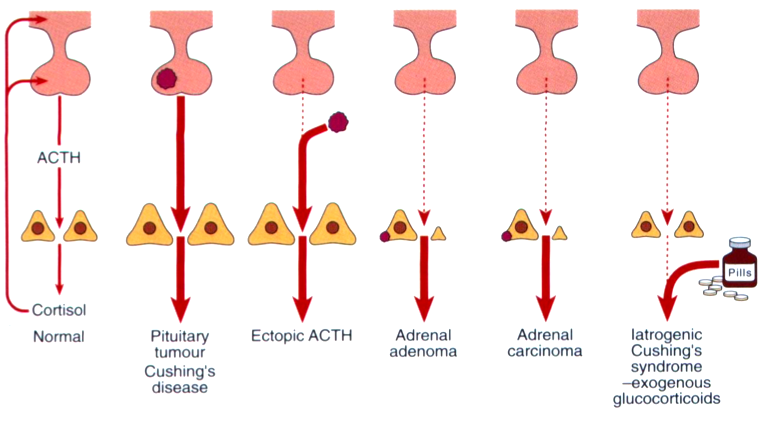 ACTH
Pills
Cortisol
Normal
Pituitary
tumour
Cushing's
disease
Ectopic ACTH
Adrenal
adenoma
Adrenal
carcinoma
Iatrogenic
Cushing's
syndrome
–exogenous
glucocorticoids